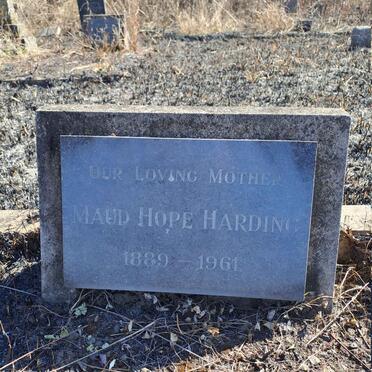 OUR LOVING MOTHER
MAUD HOPE HARDING
1889 – 1961